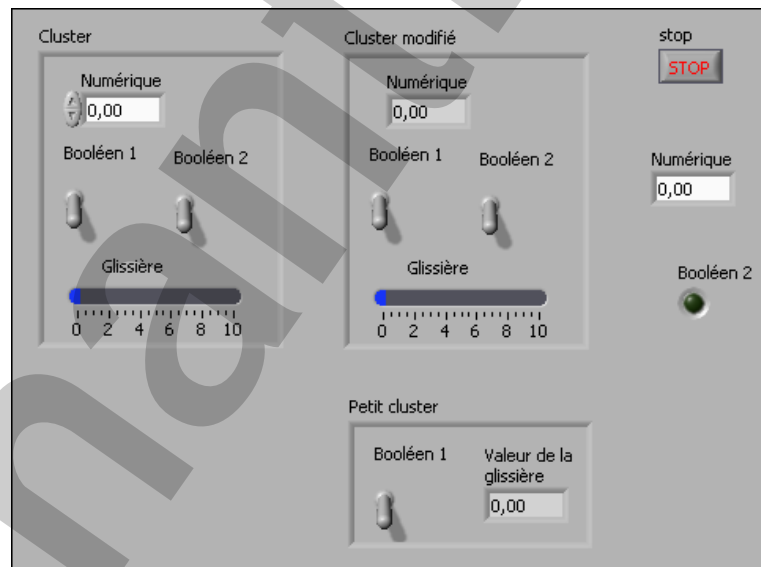 Cluster
Numérique
0,00
Booléen 1
Booléen 2
Glissière
0 2 4 6 8 10
Cluster modifié
Numérique
0,00
Booléen 1
Booléen 2
Glissière
0 2 4 6 8 10
stop
STOP
Numérique
0,00
Booléen 2
Petit cluster
Booléen 1
Valeur de la
glissière
0,00